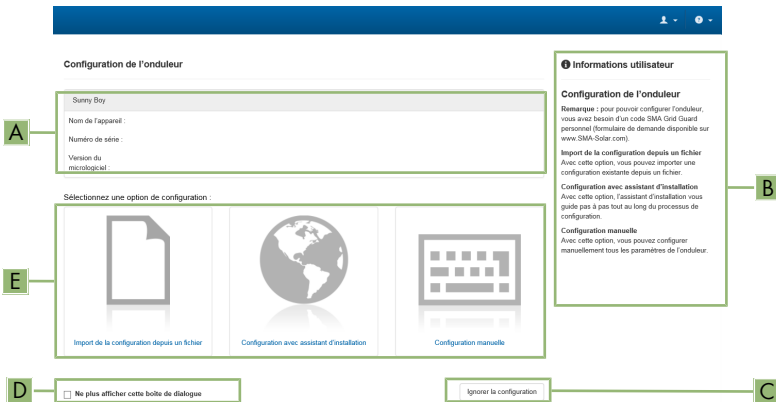 Configuration de l'onduleur
Sunny Boy
Nom de l'appareil :
Numéro de série :
Version du
micrologiciel :
A
Sélectionnez une option de configuration :
Import de la configuration depuis un fichier
Configuration avec assistant d'installation
Configuration manuelle
E
Ne plus afficher cette boîte de dialogue
D
Ignorer la configuration
C
Informations utilisateur
Configuration de l'onduleur
Remarque : pour pouvoir configurer l'onduleur,
vous avez besoin d'un code SMA Grid Guard
personnel (formulaire de demande disponible sur
www.SMA-Solar.com).
Import de la configuration depuis un fichier
Avec cette option, vous pouvez importer une
configuration existante depuis un fichier.
Configuration avec assistant d'installation
Avec cette option, l'assistant d'installation vous
guide pas à pas tout au long du processus de
configuration.
Configuration manuelle
Avec cette option, vous pouvez configurer
manuellement tous les paramètres de l'onduleur.
B